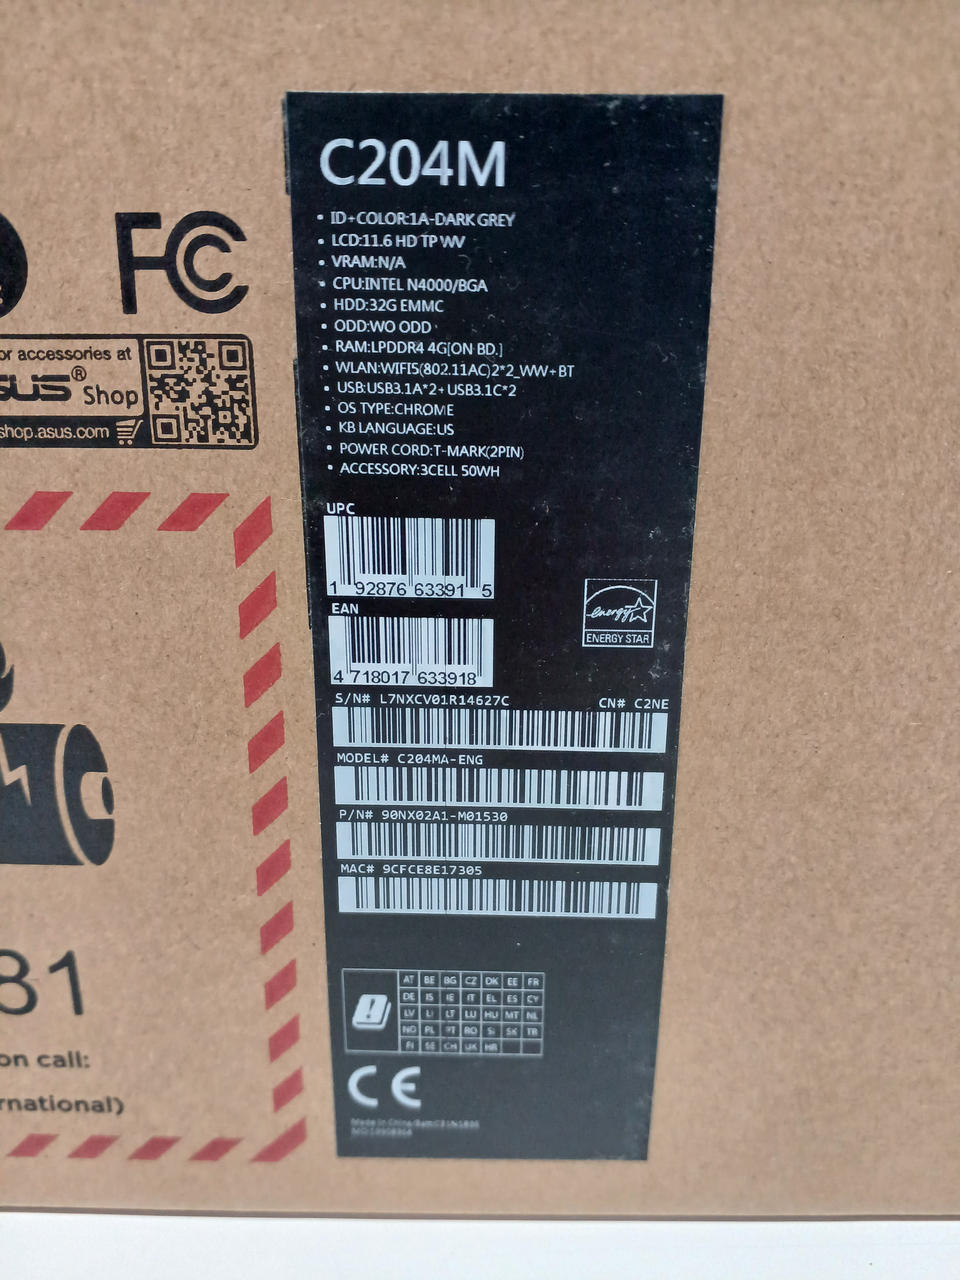 C204M
• ID+COLOR:1A-DARK GREY
• LCD:11.6 HD TP WV
• VRAM:N/A
• CPU:INTEL N4000/BGA
• HDD:32G EMMC
• ODD:WO ODD
• RAM:LPDDR4 4G[ON BD.]
• WLAN:WIFI5(802.11AC)2*2_WW+BT
• USB:USB3.1A*2+USB3.1C*2
• OS TYPE:CHROME
• KB LANGUAGE:US
• POWER CORD:T-MARK(2PIN)
• ACCESSORY:3CELL 50WH
UPC
1 92876 63391 5
EAN
4 718017 633918
energy
ENERGY STAR
S/N# L7NXCV01R14627C CN# C2NE
MODEL# C204MA-ENG
P/N# 90NX02A1-M01530
MAC# 9CFCE8E17305
AT BE BG CZ DK EE FR
DE IS IE IT EL ES CY
LV LI LT LU HU MT NL
NO PL PT RO SI SK TR
FI SE CH UK HR
CE
Made in China
FC
or accessories at
SUS® Shop
shop.asus.com
81
on call:
rnational)